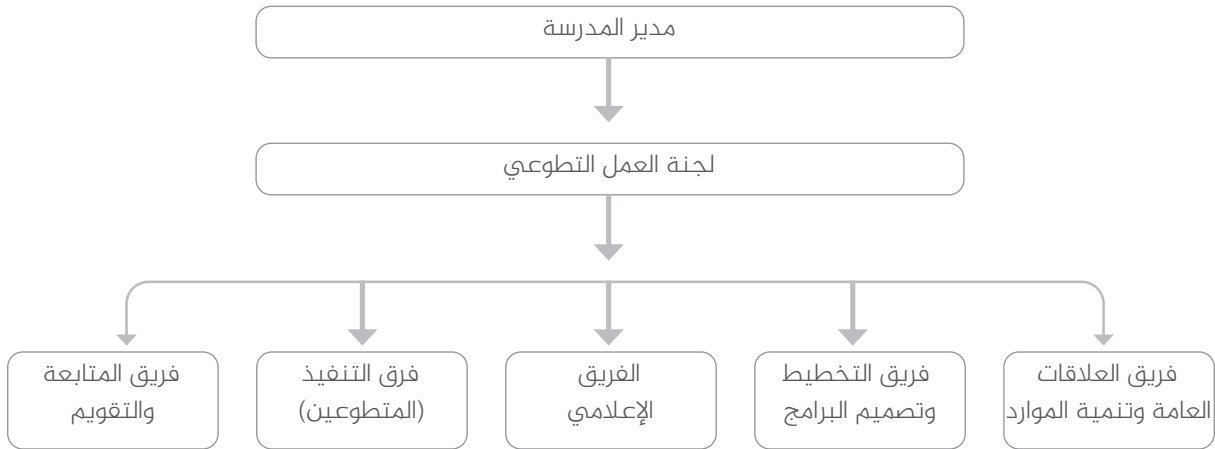 مدير المدرسة
لجنة العمل التطوعي
فريق العلاقات
العامة وتنمية الموارد
فريق التخطيط
وتصميم البرامج
الفريق
الإعلامي
فرق التنفيذ
(المتطوعين)
فريق المتابعة
والتقويم